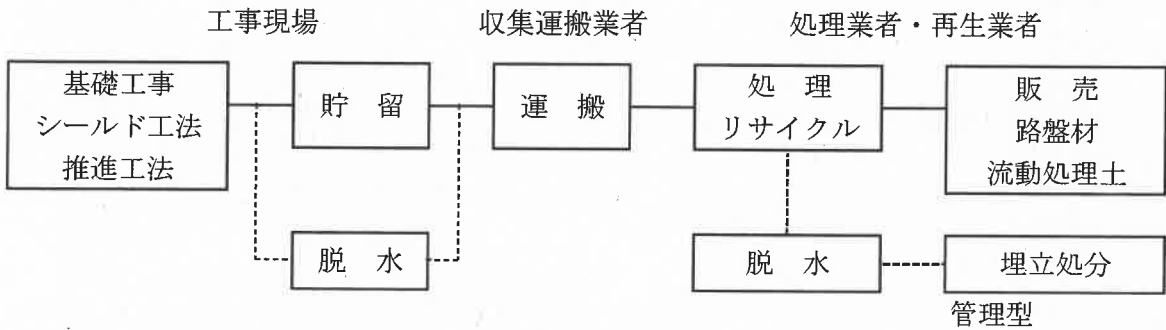 工事現場
収集運搬業者
処理業者・再生業者
基礎工事
シールド工法
推進工法
貯 留
運 搬
処 理
リサイクル
販 売
路盤材
流動処理土
脱 水
脱 水
埋立処分
管理型